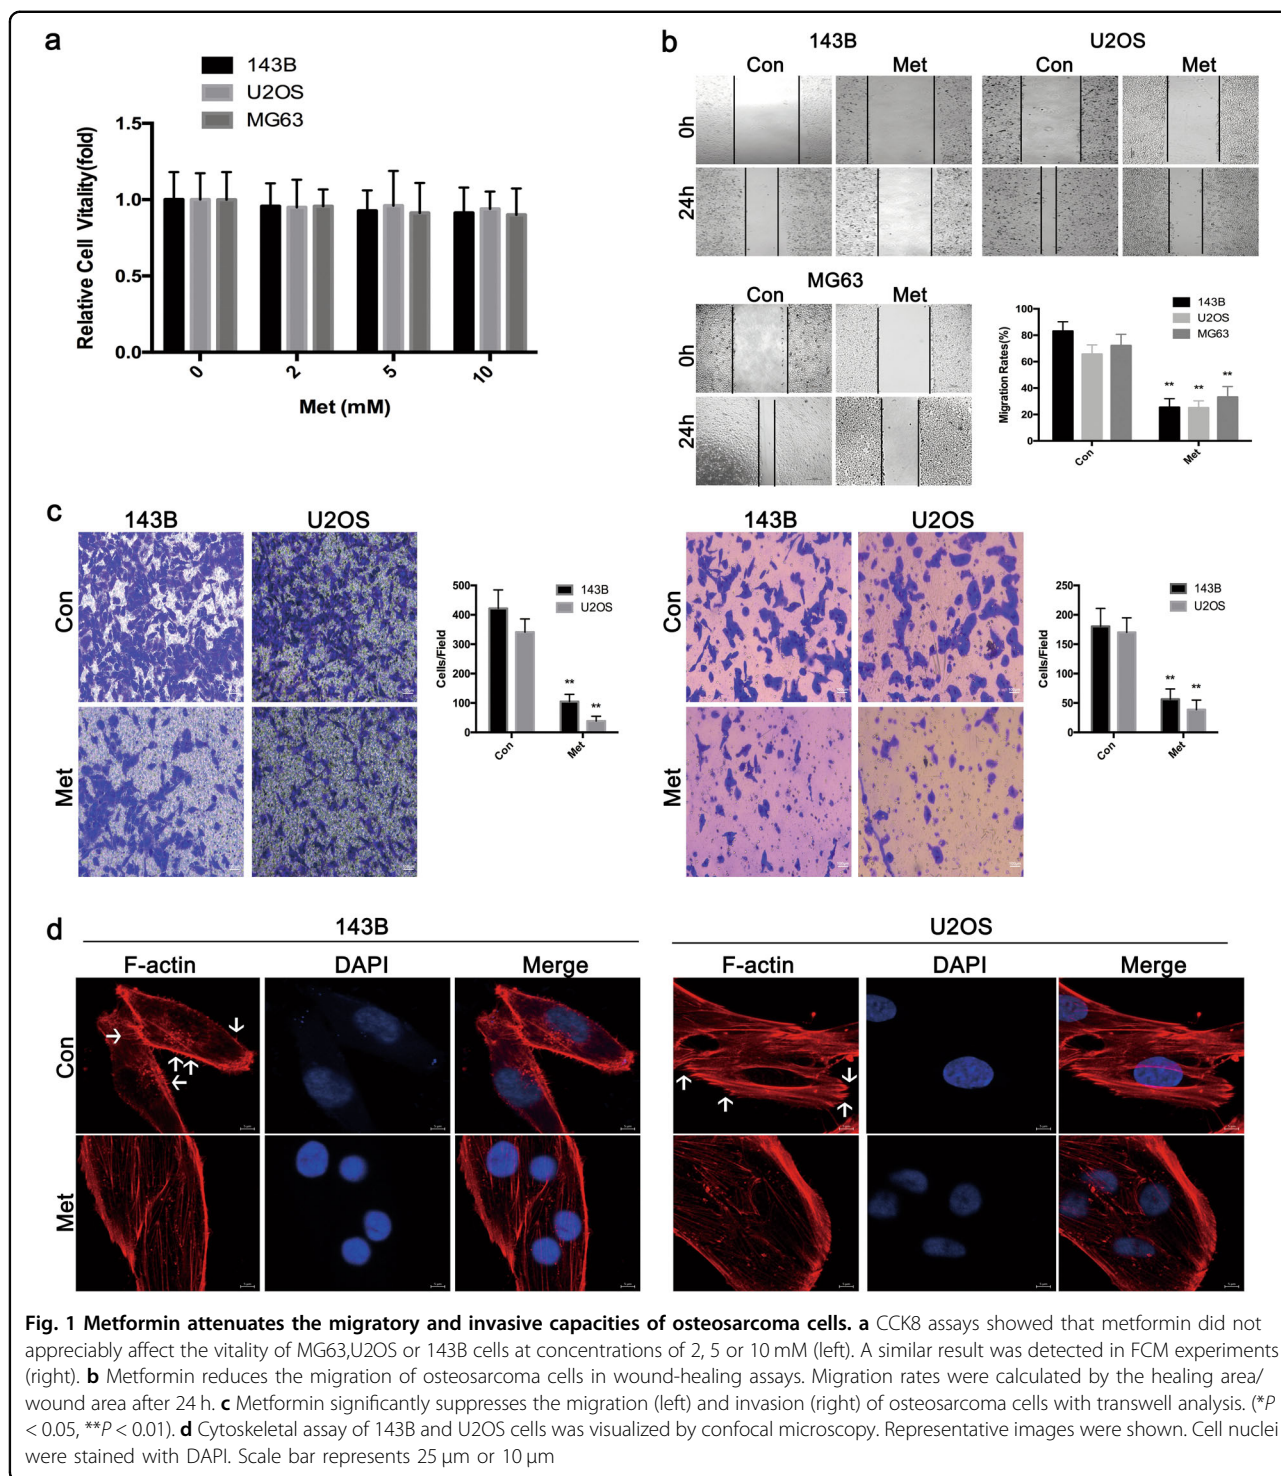 a
143B
U2OS
MG63
Relative Cell Vitality(fold)
1.5
1.0
0.5
0.0
0 2 5 10
Met (mM)
b
143B U2OS
Con Met Con Met
0h
24h
MG63
Con Met
0h
24h
143B
U2OS
MG63
Migration Rates(%)
100
80
60
40
20
0
** ** **
Con Met
c
143B U2OS
Con
Met
143B
U2OS
Cells/Field
500
400
300
200
100
0
** **
Con Met
143B U2OS
Con
Met
143B
U2OS
Cells/Field
250
200
150
100
50
0
** **
Con Met
d
143B U2OS
F-actin DAPI Merge F-actin DAPI Merge
Con
Met
Fig. 1 Metformin attenuates the migratory and invasive capacities of osteosarcoma cells. a CCK8 assays showed that metformin did not
appreciably affect the vitality of MG63,U2OS or 143B cells at concentrations of 2, 5 or 10 mM (left). A similar result was detected in FCM experiments
(right). b Metformin reduces the migration of osteosarcoma cells in wound-healing assays. Migration rates were calculated by the healing area/
wound area after 24 h. c Metformin significantly suppresses the migration (left) and invasion (right) of osteosarcoma cells with transwell analysis. (*P
< 0.05, **P < 0.01). d Cytoskeletal assay of 143B and U2OS cells was visualized by confocal microscopy. Representative images were shown. Cell nuclei
were stained with DAPI. Scale bar represents 25 μm or 10 μm